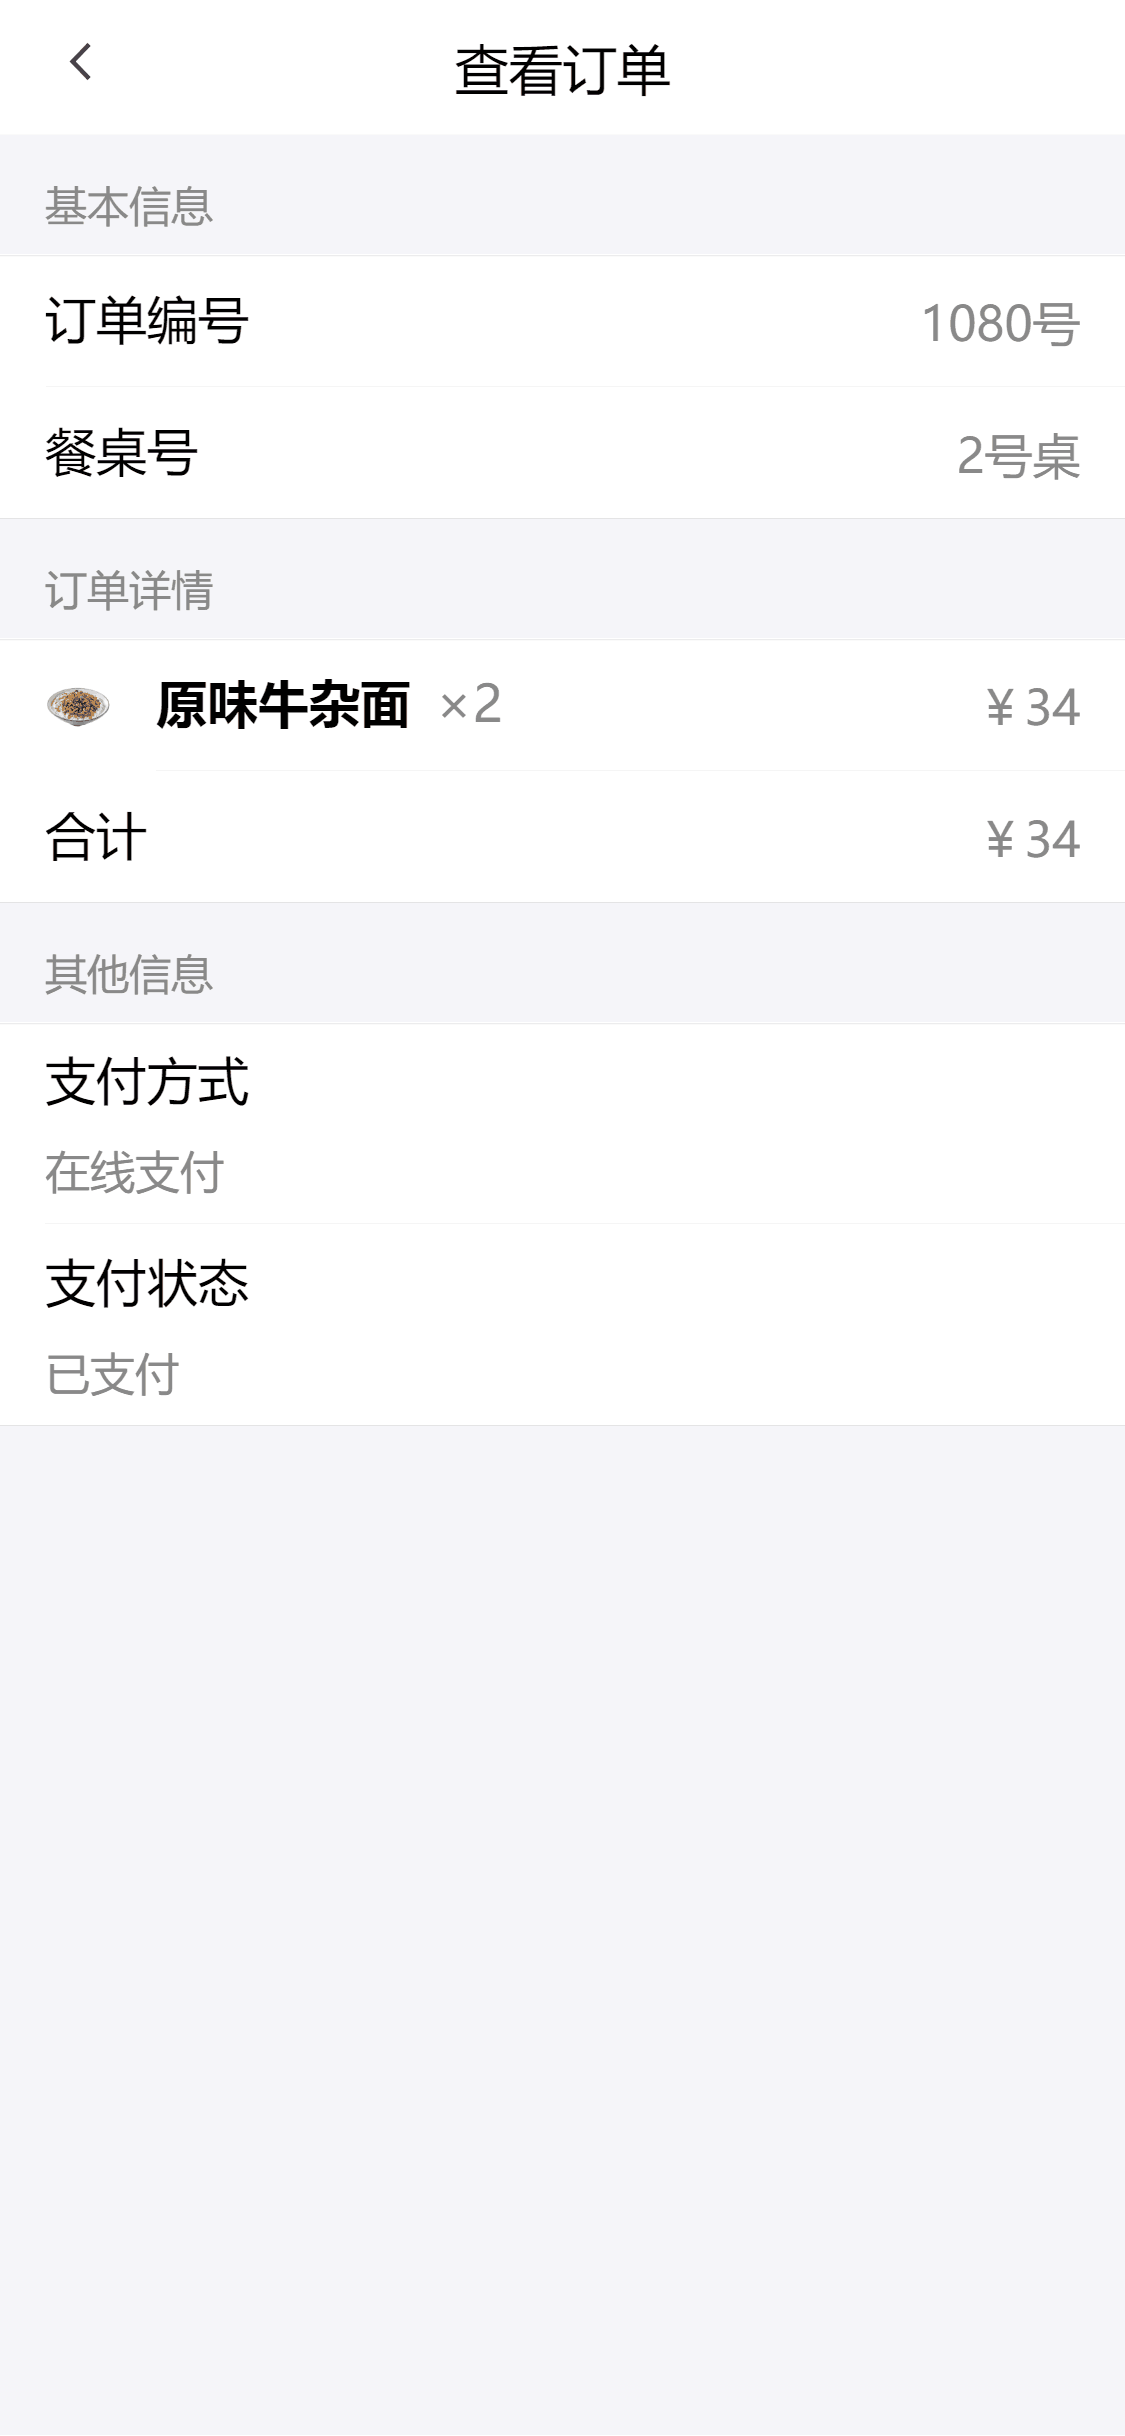 查看订单
基本信息
订单编号 1080号
餐桌号 2号桌
订单详情
原味牛杂面 ×2 ¥ 34
合计 ¥ 34
其他信息
支付方式
在线支付
支付状态
已支付